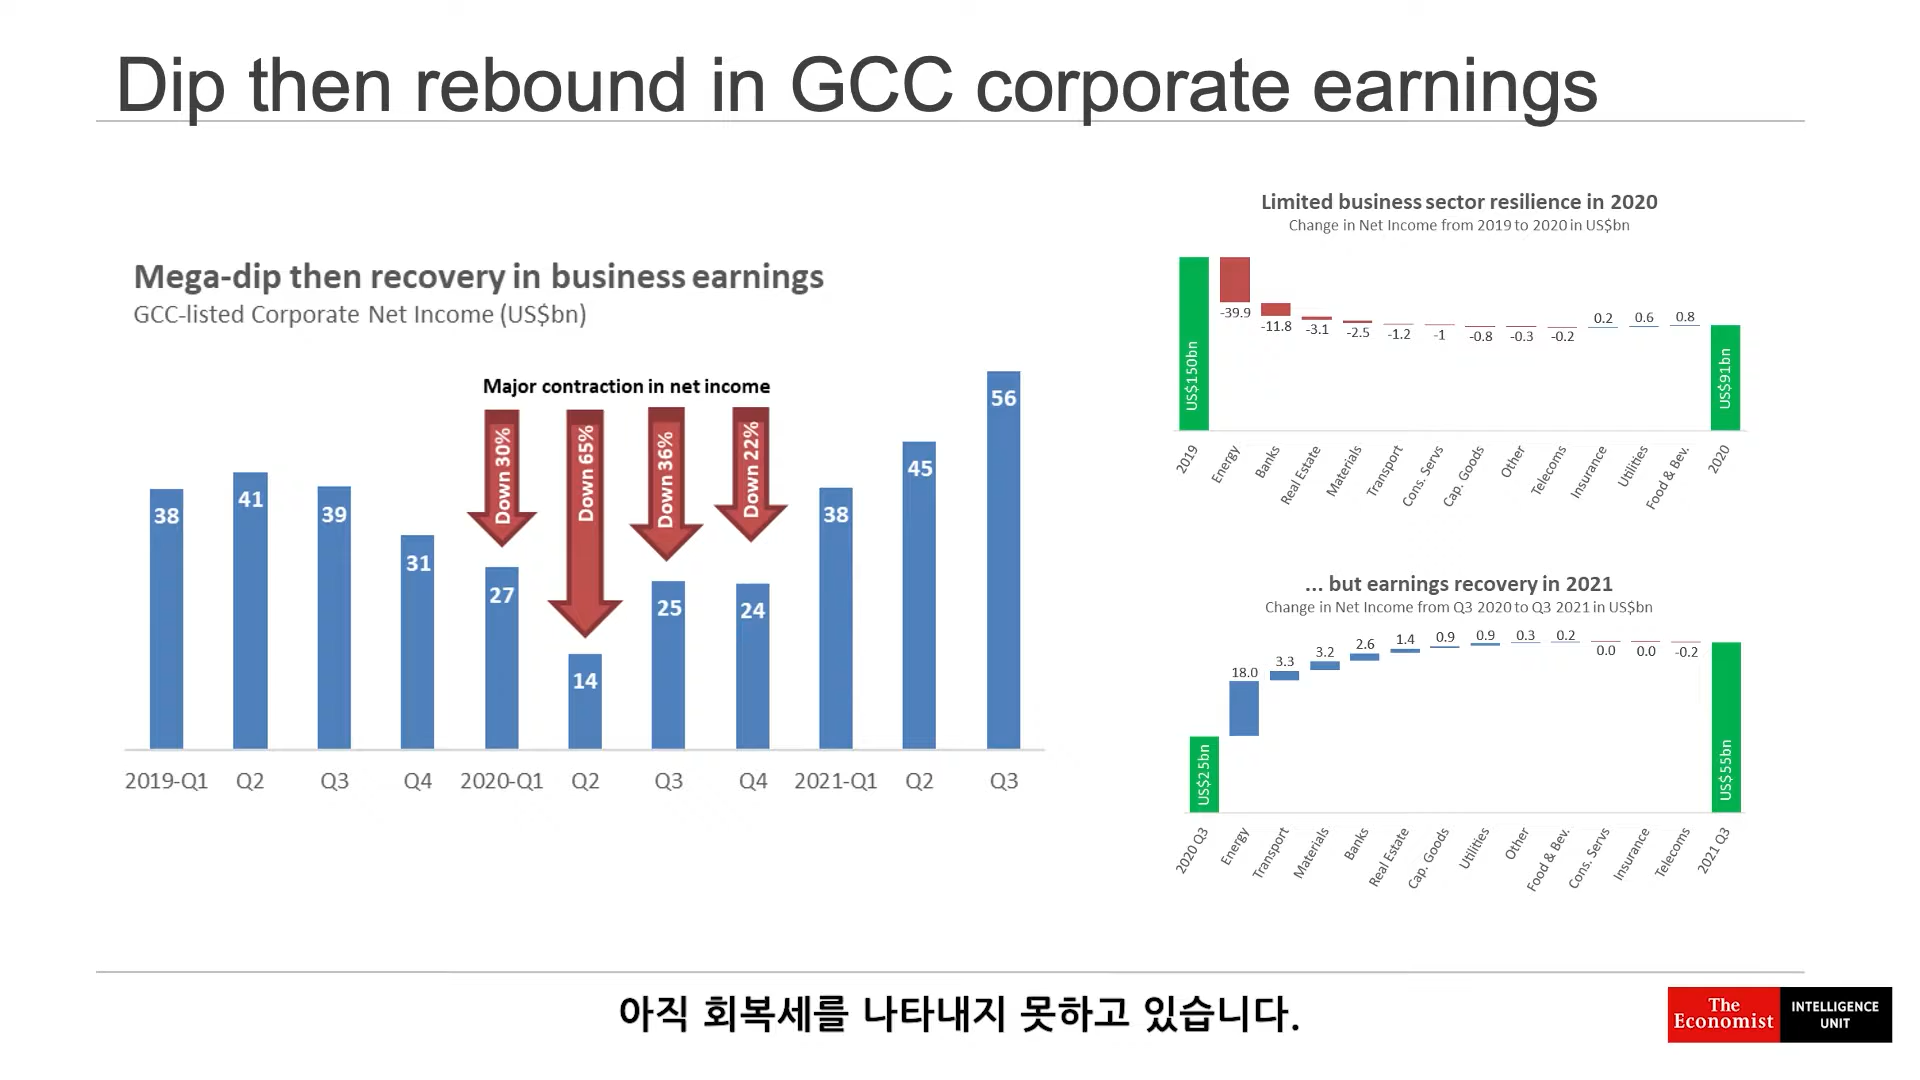 Dip then rebound in GCC corporate earnings
Mega-dip then recovery in business earnings
GCC-listed Corporate Net Income (US$bn)
Major contraction in net income
Down 30%
Down 65%
Down 36%
Down 22%
38
41
39
31
27
14
25
24
38
45
56
2019-Q1 Q2 Q3 Q4 2020-Q1 Q2 Q3 Q4 2021-Q1 Q2 Q3
Limited business sector resilience in 2020
Change in Net Income from 2019 to 2020 in US$bn
US$150bn
-39.9
-11.8
-3.1
-2.5
-1.2
-1
-0.8
-0.3
-0.2
0.2
0.6
0.8
US$91bn
2019
Energy
Banks
Real Estate
Materials
Transport
Cons. Servs
Cap. Goods
Other
Telecoms
Insurance
Utilities
Food & Bev.
2020
... but earnings recovery in 2021
Change in Net Income from Q3 2020 to Q3 2021 in US$bn
US$25bn
18.0
3.3
3.2
2.6
1.4
0.9
0.9
0.3
0.2
0.0
0.0
-0.2
US$55bn
2020 Q3
Energy
Transport
Materials
Banks
Real Estate
Cap. Goods
Utilities
Other
Food & Bev.
Cons. Servs
Insurance
Telecoms
2021 Q3
아직 회복세를 나타내지 못하고 있습니다.
The
Economist
INTELLIGENCE
UNIT